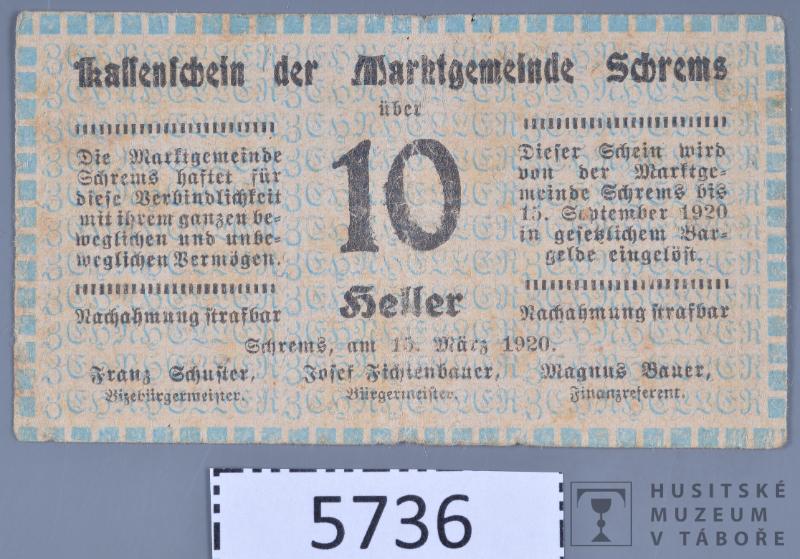 Kassenschein der Marktgemeinde Schrems
über
10
Heller
Die Marktgemeinde
Schrems haftet für
diese Verbindlichkeit
mit ihrem ganzen be-
weglichen und unbe-
weglichen Vermögen.
Nachahmung strafbar
Dieser Schein wird
von der Marktge-
meinde Schrems bis
15. September 1920
in gesetzlichem Bar-
gelde eingelöst.
Nachahmung strafbar
Schrems, am 15. März 1920.
Franz Schuster,
Vizebürgermeister.
Josef Fichtenbauer,
Bürgermeister.
Magnus Bauer,
Finanzreferent.
5736
HUSITSKÉ
MUZEUM
V TÁBOŘE